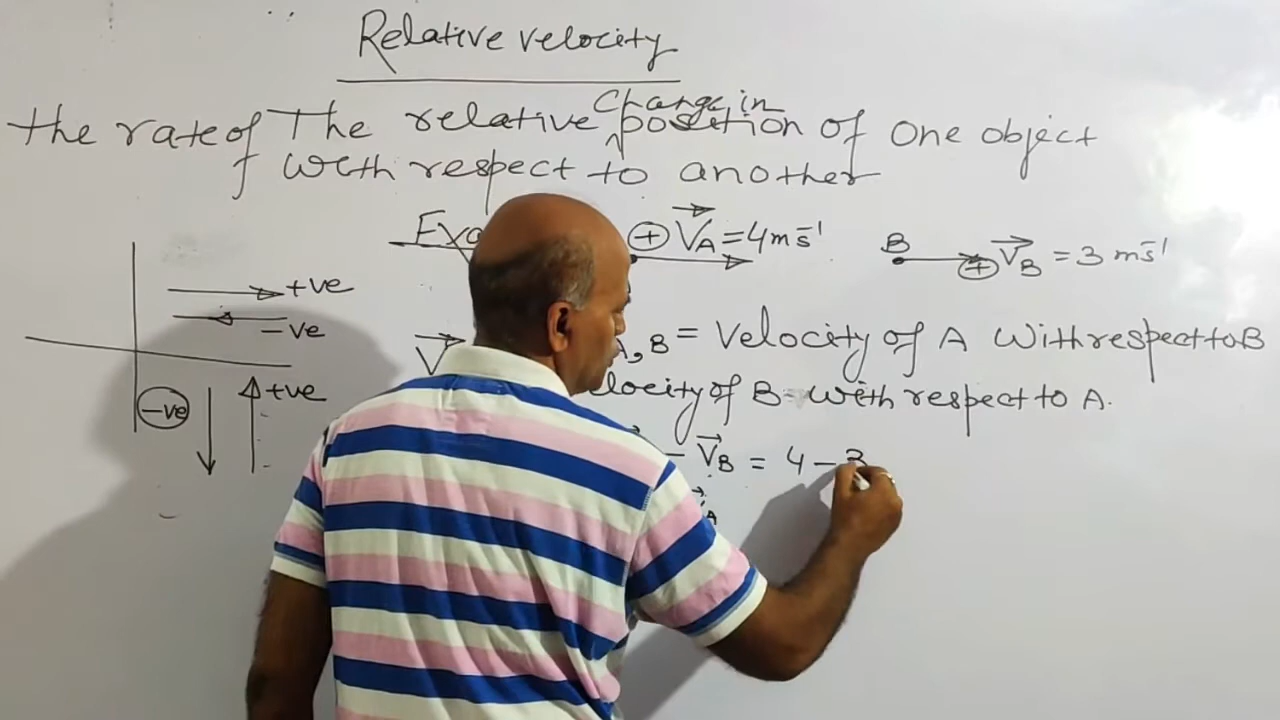 Relative velocity
the rate of The relative change in position of one object
with respect to another
V⃗A = 4 ms⁻¹
B
V⃗B = 3 ms⁻¹
+ve
-ve
-ve
+ve
A, B = Velocity of A With respect to B
of B = with respect to A.
- V⃗B = 4 - 3
A